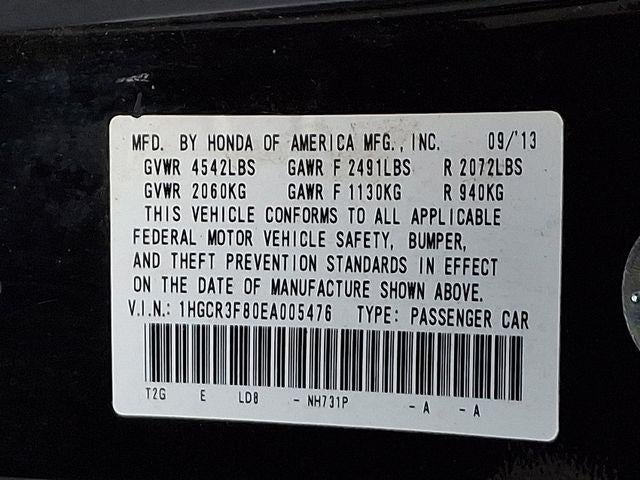 MFD. BY HONDA OF AMERICA MFG., INC. 09/'13
GVWR 4542LBS GAWR F 2491LBS R 2072LBS
GVWR 2060KG GAWR F 1130KG R 940KG
THIS VEHICLE CONFORMS TO ALL APPLICABLE
FEDERAL MOTOR VEHICLE SAFETY, BUMPER,
AND THEFT PREVENTION STANDARDS IN EFFECT
ON THE DATE OF MANUFACTURE SHOWN ABOVE.
V.I.N.: 1HGCR3F80EA005476 TYPE: PASSENGER CAR
T2G E LD8 - NH731P - A - A